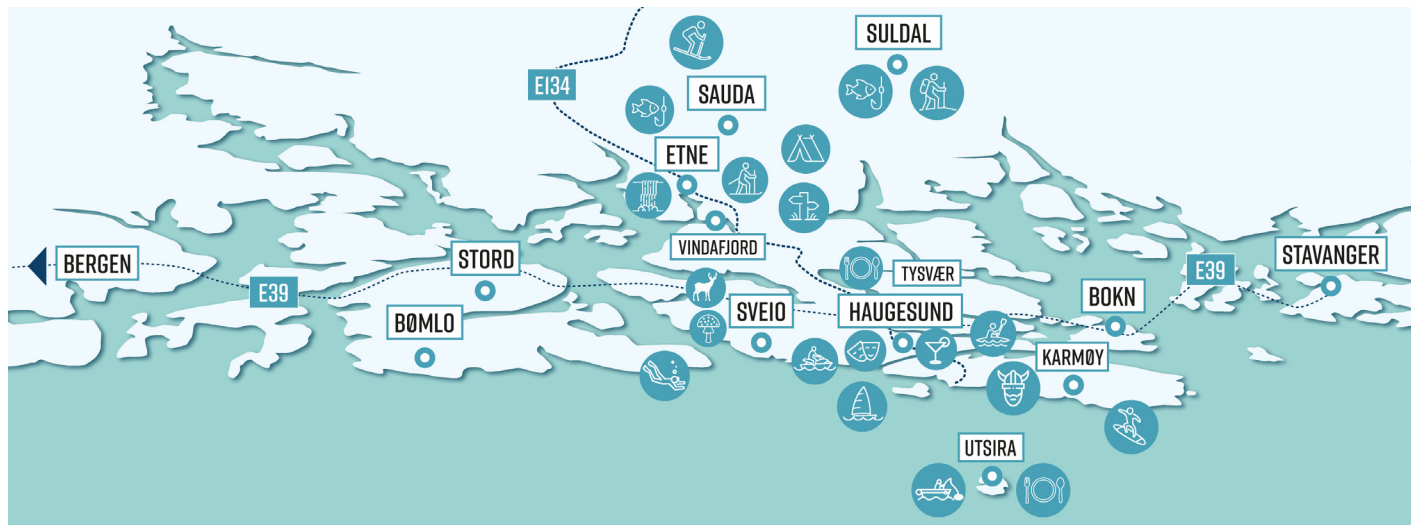 SULDAL
E134
SAUDA
ETNE
VINDAFJORD
BERGEN
STORD
E39
BØMLO
SVEIO
TYSVÆR
HAUGESUND
BOKN
E39
STAVANGER
KARMØY
UTSIRA